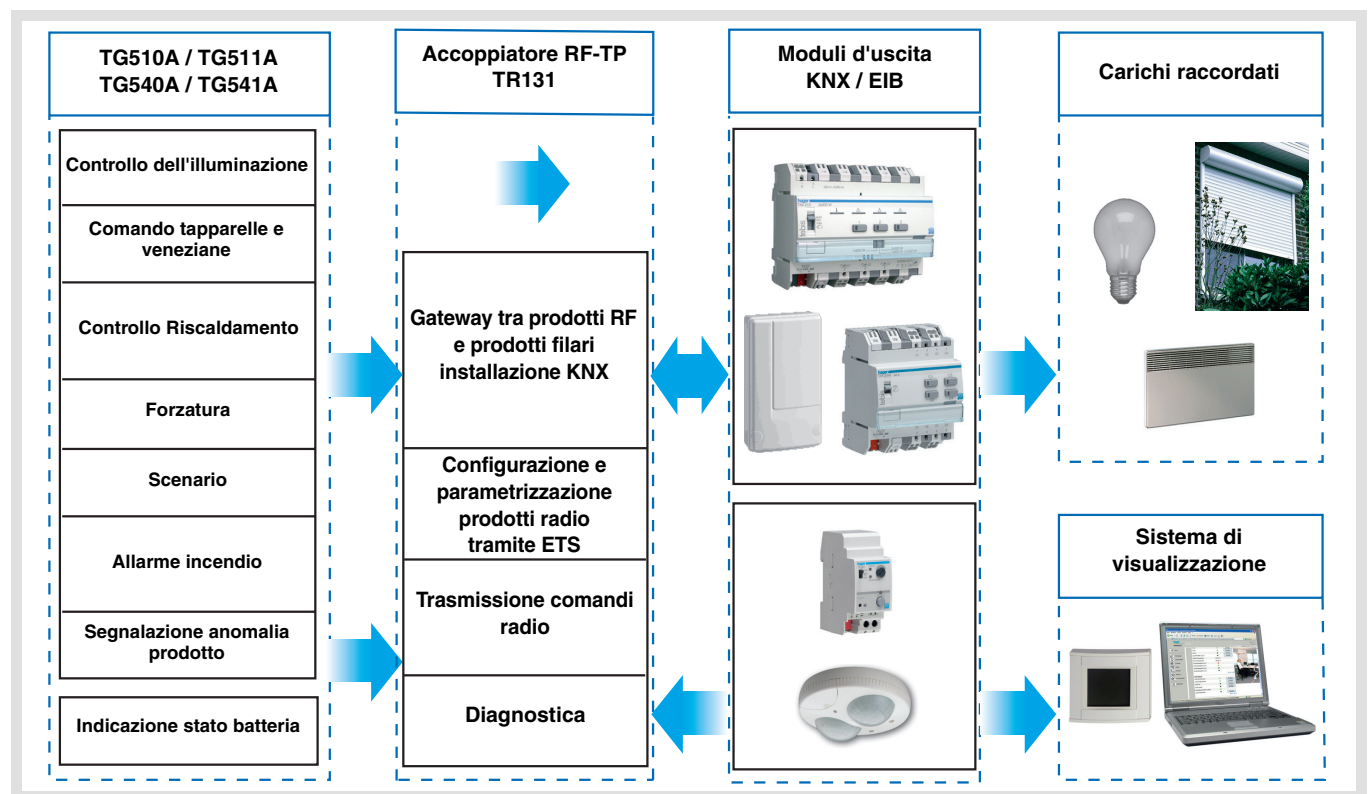 TG510A / TG511A
TG540A / TG541A
Accoppiatore RF-TP
TR131
Moduli d'uscita
KNX / EIB
Carichi raccordati
Controllo dell'illuminazione
Comando tapparelle e
veneziane
Controllo Riscaldamento
Forzatura
Scenario
Allarme incendio
Segnalazione anomalia
prodotto
Indicazione stato batteria
Gateway tra prodotti RF
e prodotti filari
installazione KNX
Configurazione e
parametrizzazione
prodotti radio
tramite ETS
Trasmissione comandi
radio
Diagnostica
Sistema di
visualizzazione